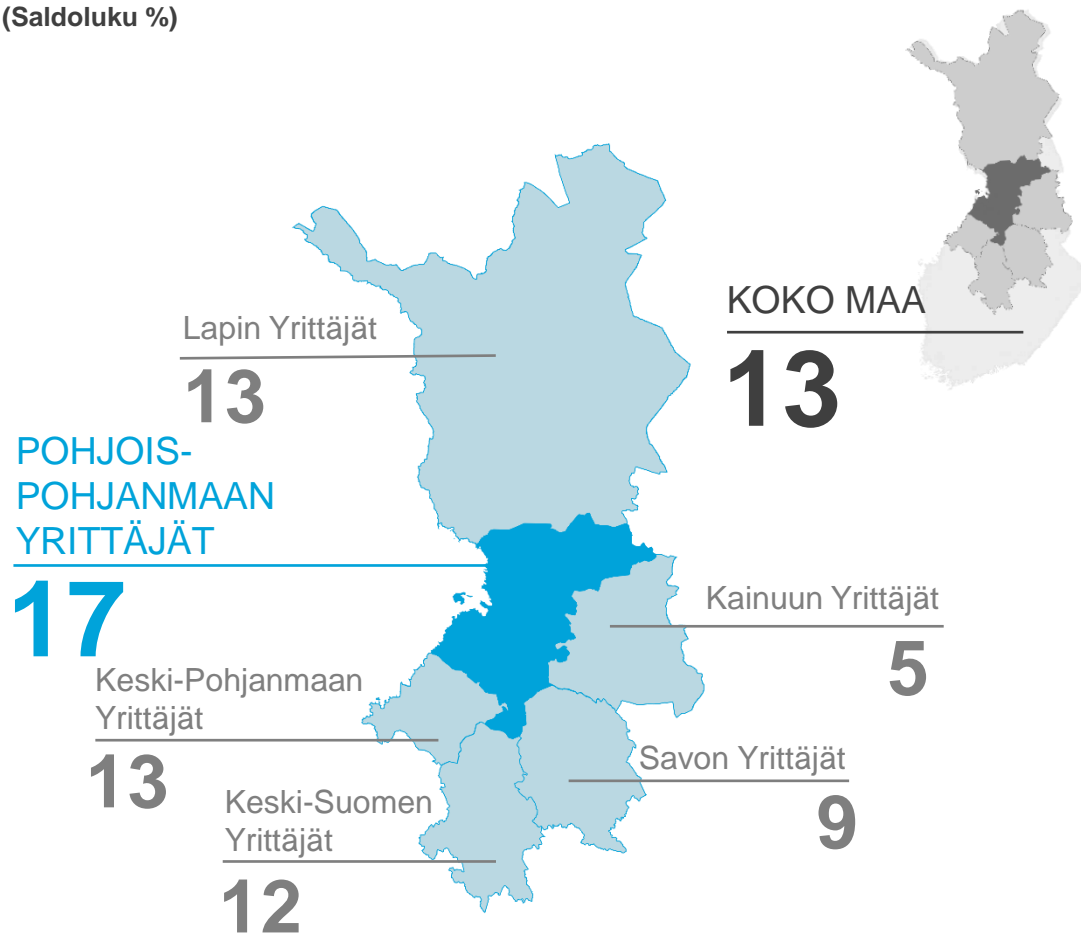 (Saldoluku %)
KOKO MAA
13
Lapin Yrittäjät
13
POHJOIS-
POHJANMAAN
YRITTÄJÄT
17
Kainuun Yrittäjät
5
Keski-Pohjanmaan
Yrittäjät
13
Savon Yrittäjät
9
Keski-Suomen
Yrittäjät
12